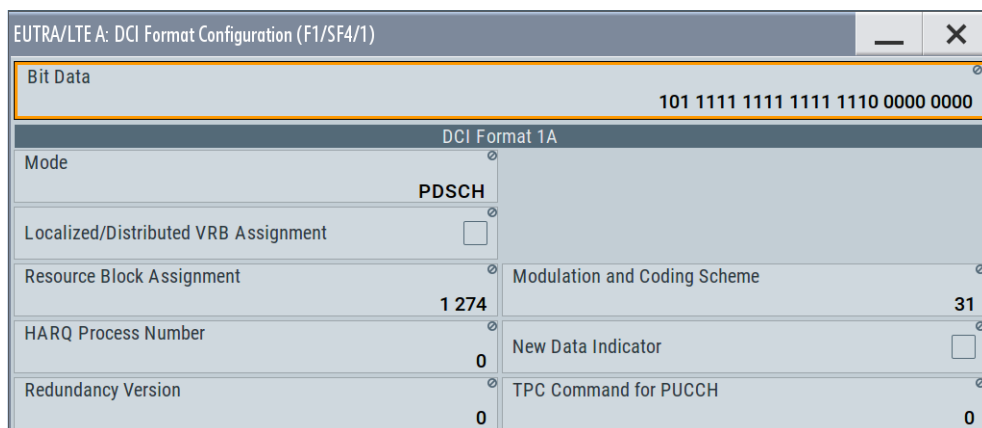 EUTRA/LTE A: DCI Format Configuration (F1/SF4/1)
Bit Data
101 1111 1111 1111 1110 0000 0000
DCI Format 1A
Mode
PDSCH
Localized/Distributed VRB Assignment
Resource Block Assignment
1 274
Modulation and Coding Scheme
31
HARQ Process Number
0
New Data Indicator
Redundancy Version
0
TPC Command for PUCCH
0